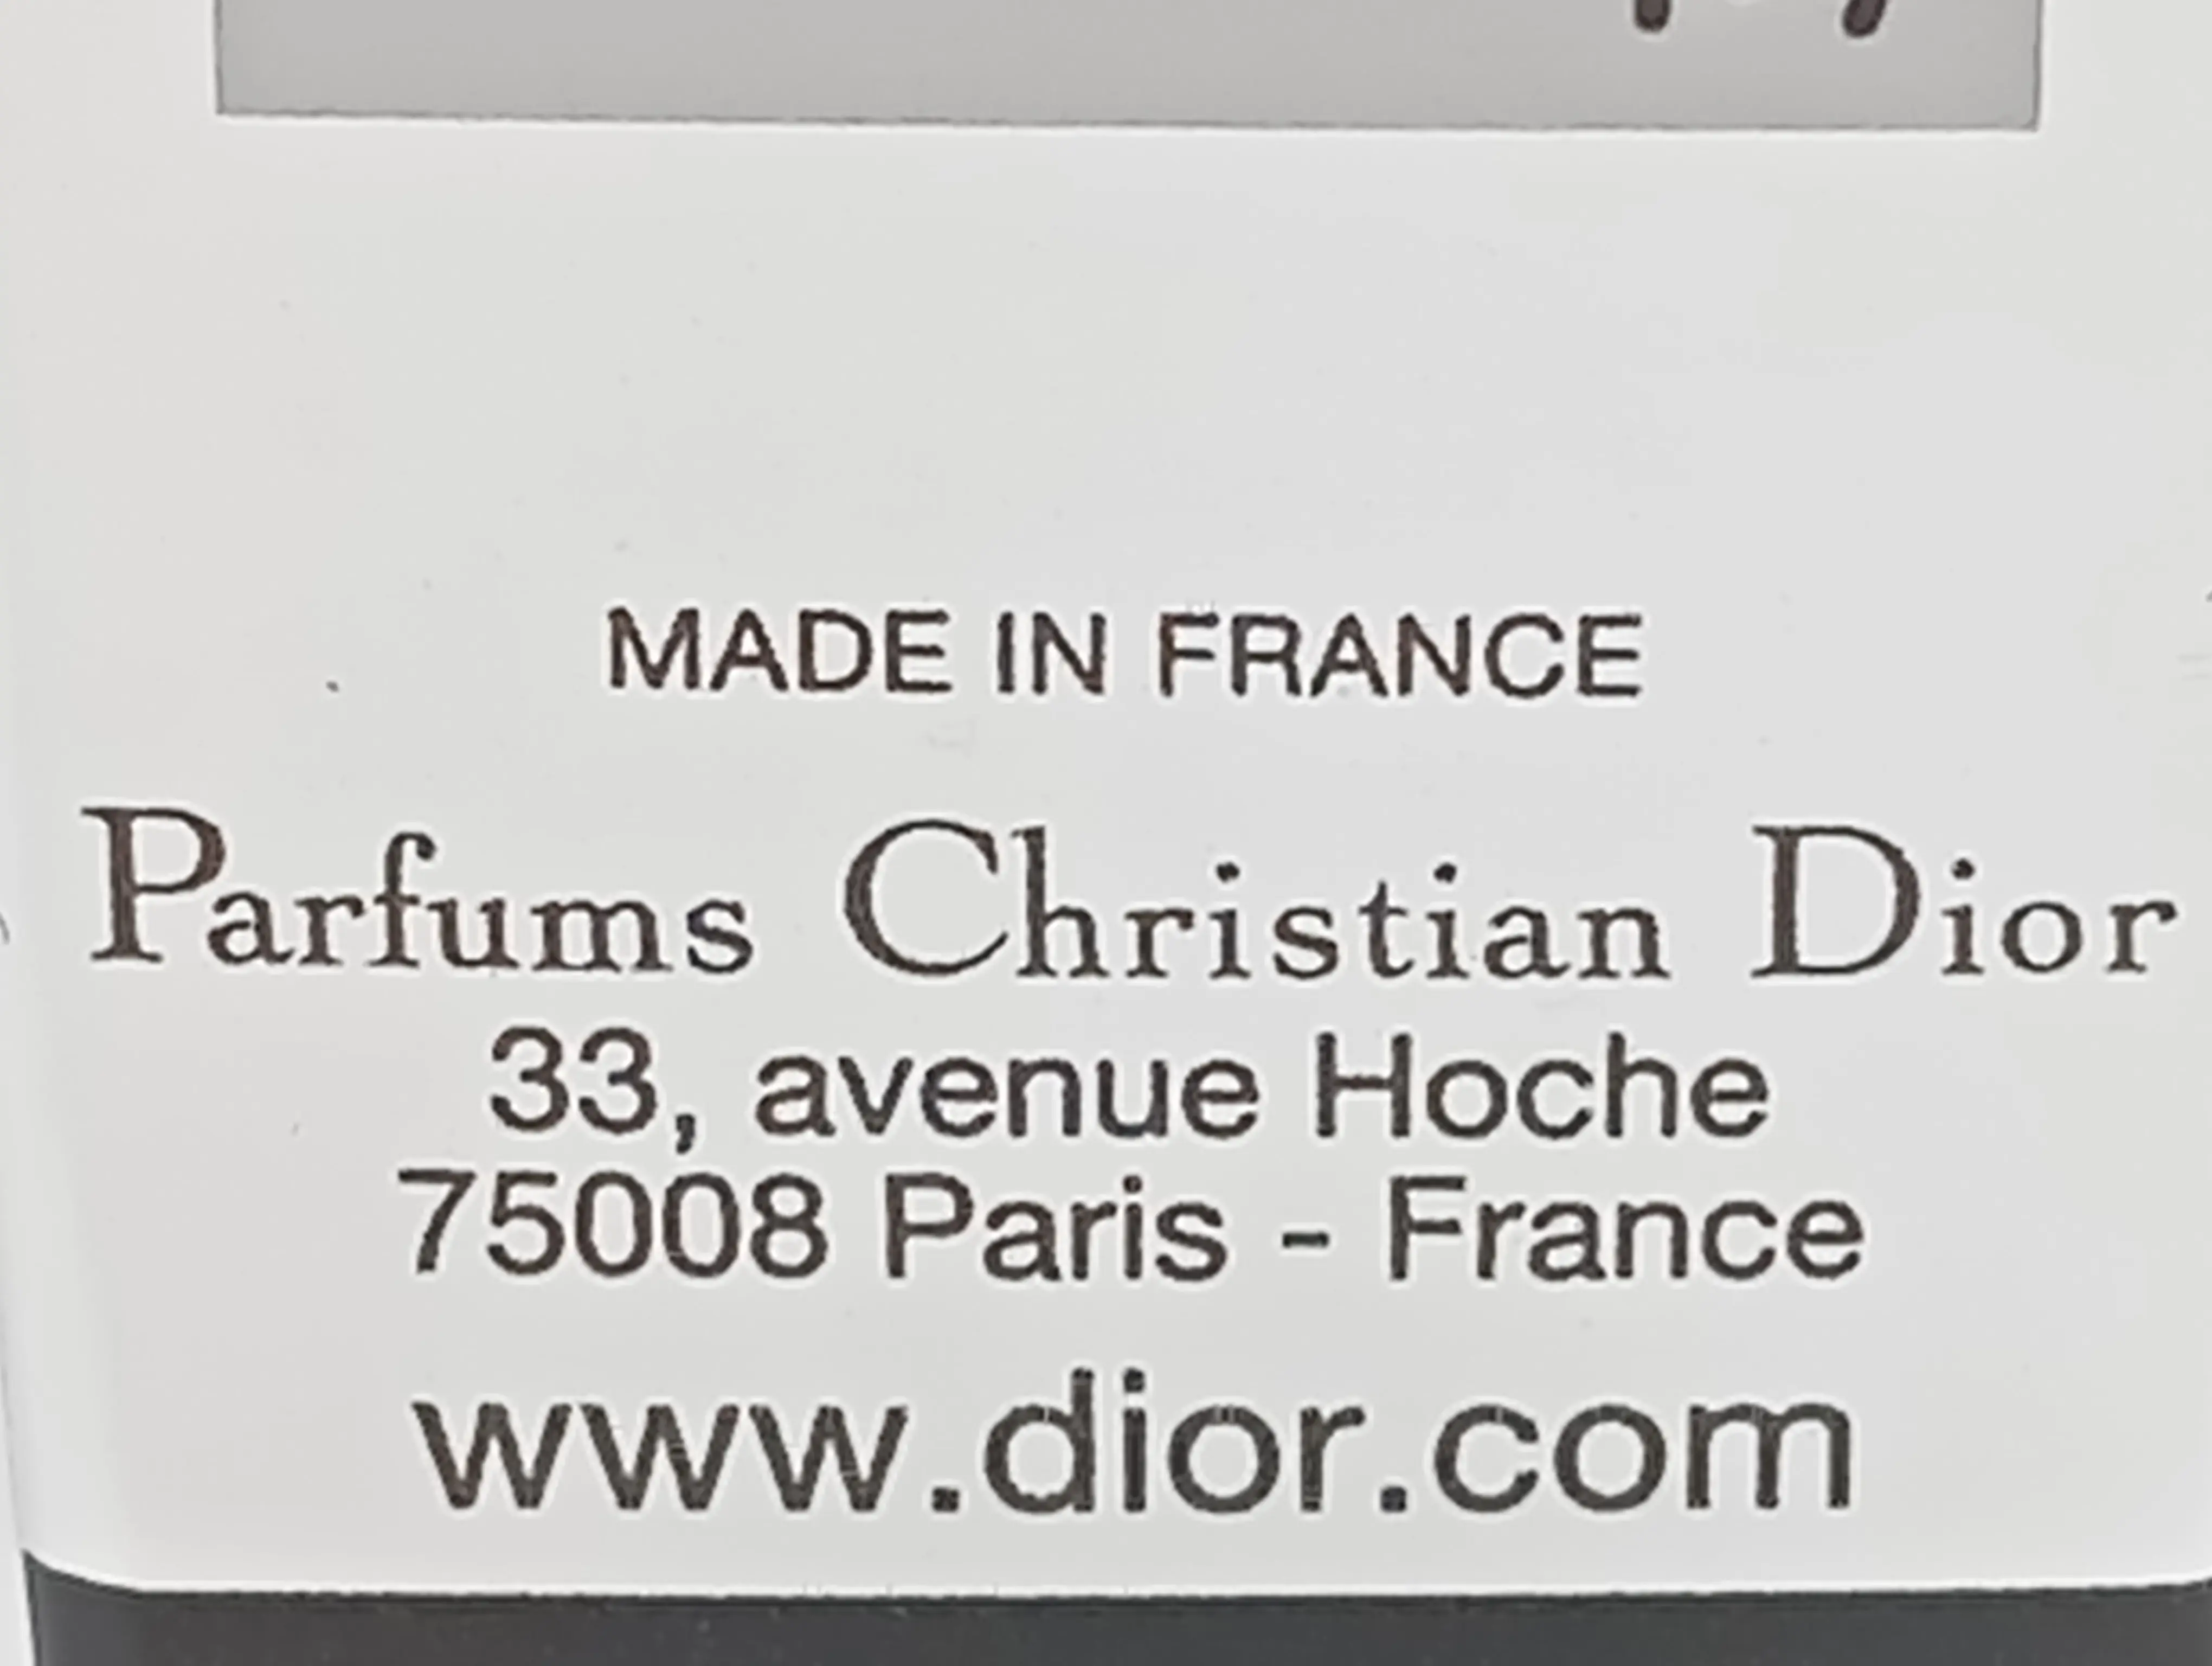 MADE IN FRANCE
Parfums Christian Dior
33, avenue Hoche
75008 Paris - France
www.dior.com